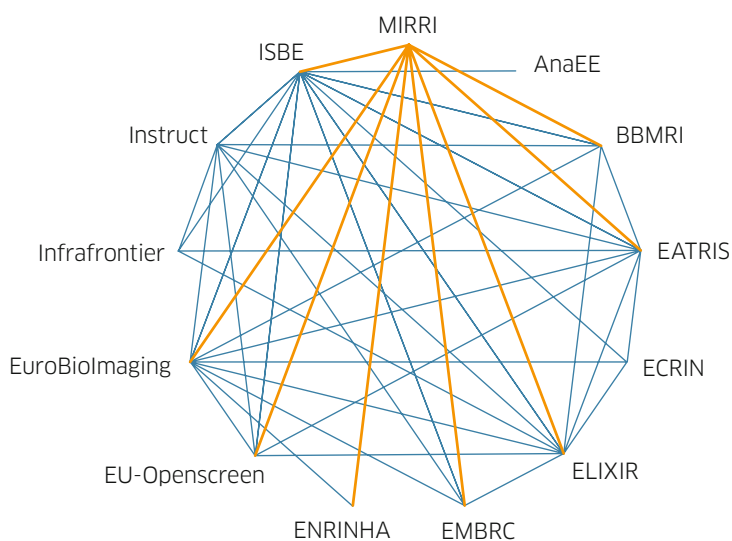 MIRRI
ISBE
AnaEE
Instruct
BBMRI
Infrafrontier
EATRIS
EuroBioImaging
ECRIN
EU-Openscreen
ELIXIR
ENRINHA
EMBRC